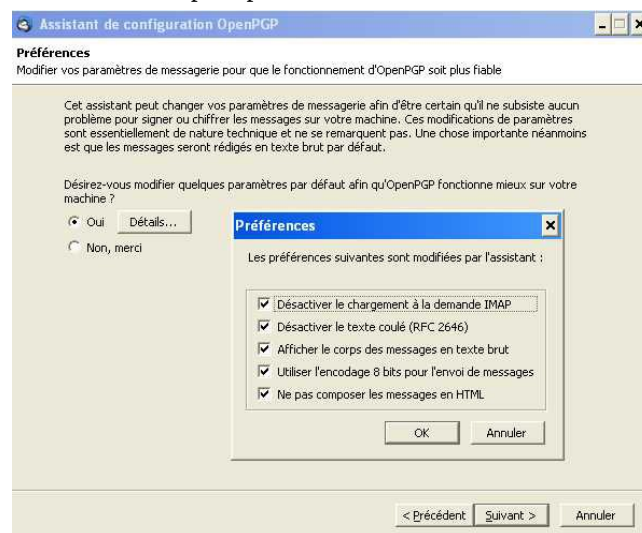 Assistant de configuration OpenPGP
Préférences
Modifier vos paramètres de messagerie pour que le fonctionnement d'OpenPGP soit plus fiable
Cet assistant peut changer vos paramètres de messagerie afin d'être certain qu'il ne subsiste aucun
problème pour signer ou chiffrer les messages sur votre machine. Ces modifications de paramètres
sont essentiellement de nature technique et ne se remarquent pas. Une chose importante néanmoins
est que les messages seront rédigés en texte brut par défaut.
Désirez-vous modifier quelques paramètres par défaut afin qu'OpenPGP fonctionne mieux sur votre
machine ?
Oui
Détails...
Non, merci
Préférences
Les préférences suivantes sont modifiées par l'assistant :
Désactiver le chargement à la demande IMAP
Désactiver le texte coulé (RFC 2646)
Afficher le corps des messages en texte brut
Utiliser l'encodage 8 bits pour l'envoi de messages
Ne pas composer les messages en HTML
OK
Annuler
< Précédent
Suivant >
Annuler